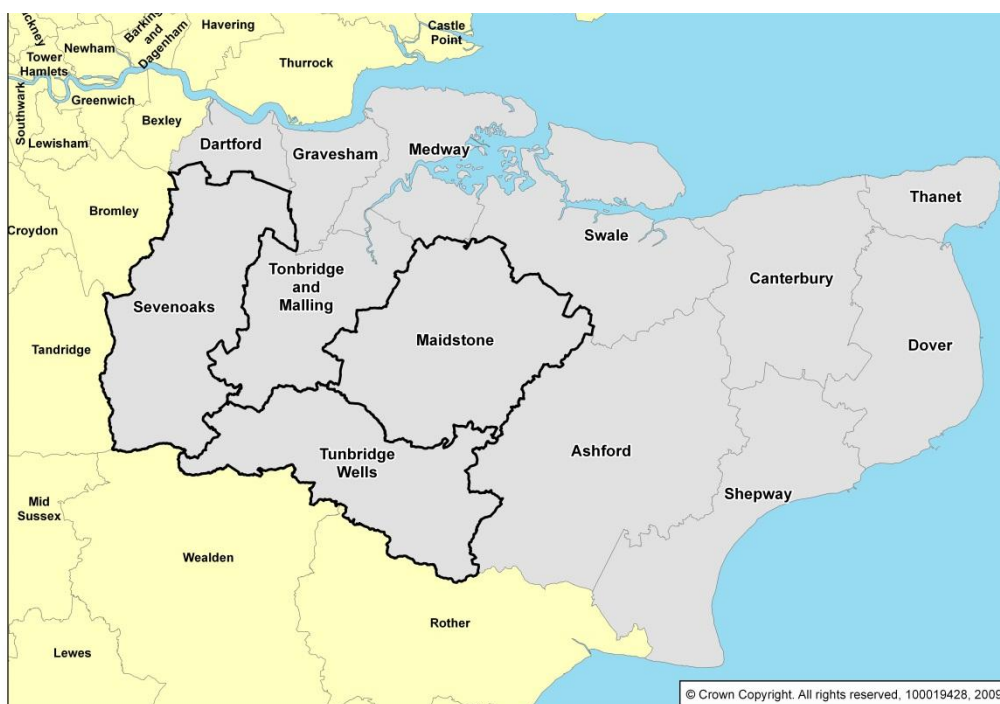 Havering
Castle
Point
Barking
and
Dagenham
Newham
Tower
Hamlets
Thurrock
Southwark
Greenwich
Bexley
Lewisham
Dartford
Gravesham
Medway
Bromley
Croydon
Thanet
Swale
Canterbury
Tonbridge
and
Malling
Sevenoaks
Maidstone
Tandridge
Dover
Tunbridge
Wells
Ashford
Shepway
Mid
Sussex
Wealden
Rother
Lewes
© Crown Copyright. All rights reserved, 100019428, 2009